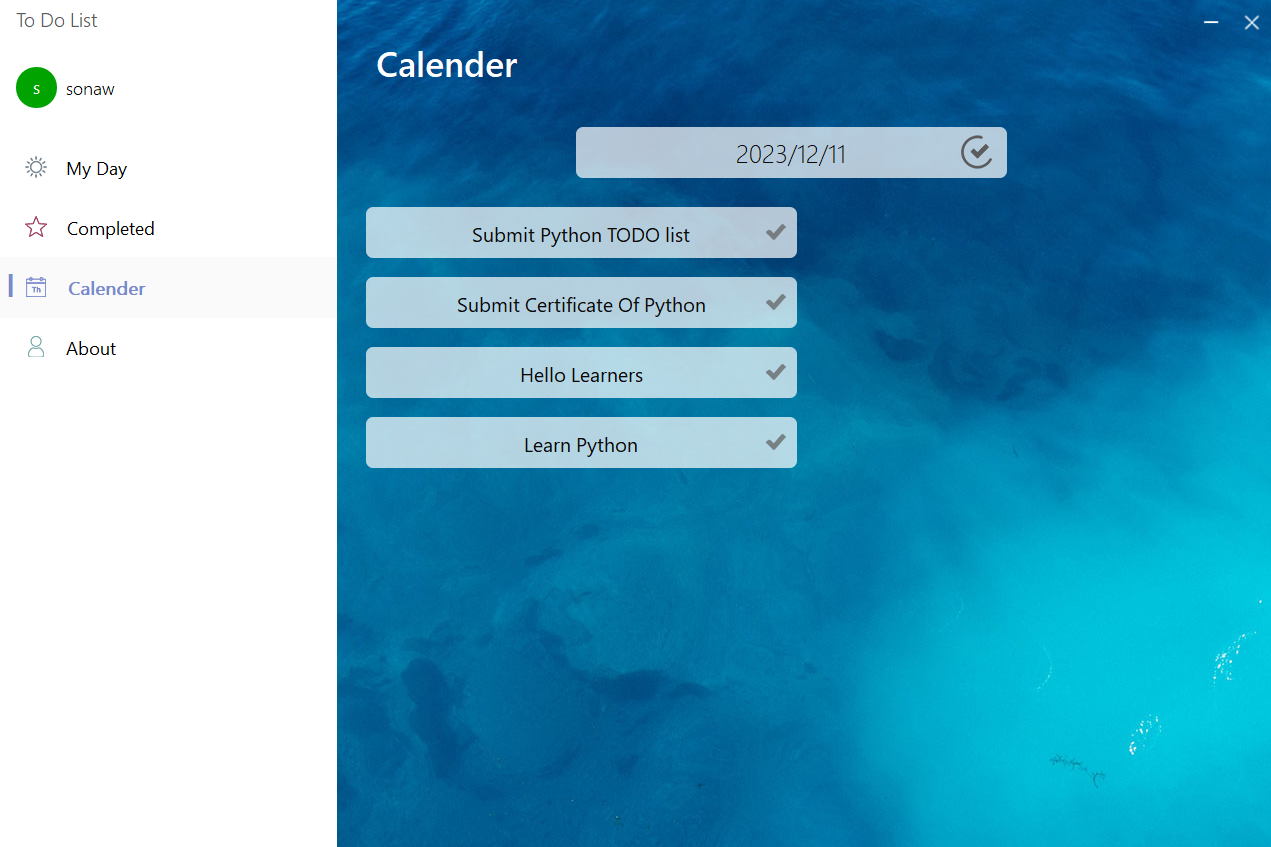 To Do List
s
sonaw
My Day
Completed
Th
Calender
About
Calender
2023/12/11
Submit Python TODO list
Submit Certificate Of Python
Hello Learners
Learn Python